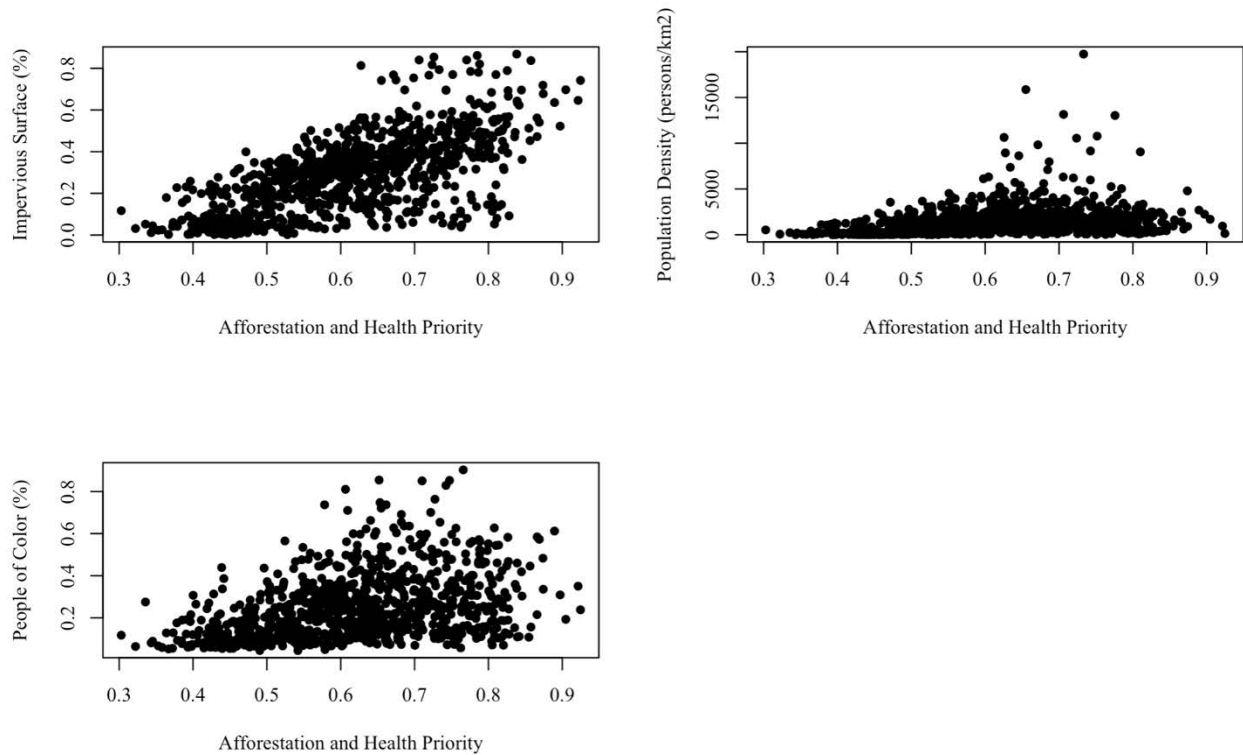 Impervious Surface (%)
0.8
0.6
0.4
0.2
0.0
0.3 0.4 0.5 0.6 0.7 0.8 0.9
Afforestation and Health Priority
Population Density (persons/km2)
15000
5000
0
0.3 0.4 0.5 0.6 0.7 0.8 0.9
Afforestation and Health Priority
People of Color (%)
0.8
0.6
0.4
0.2
0.3 0.4 0.5 0.6 0.7 0.8 0.9
Afforestation and Health Priority